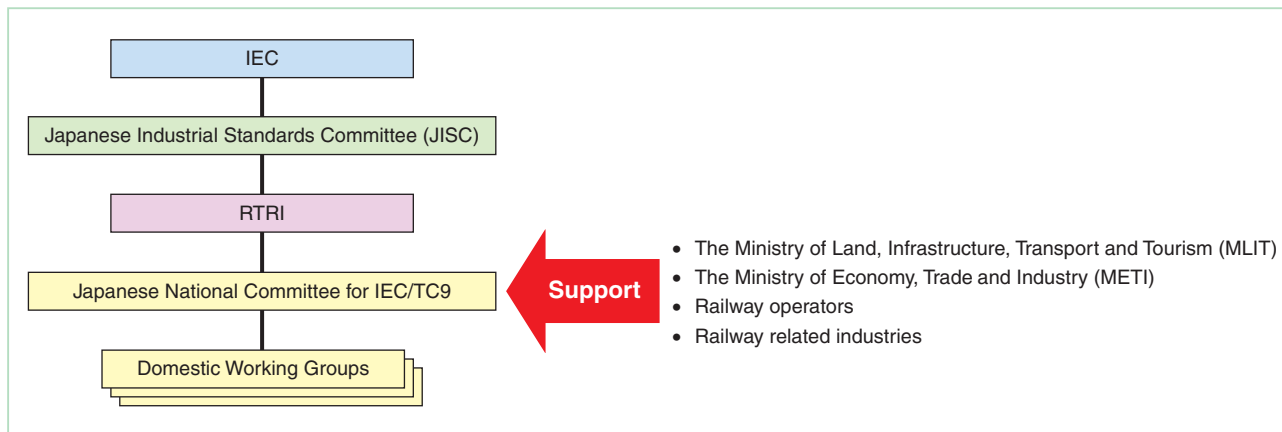 IEC
Japanese Industrial Standards Committee (JISC)
RTRI
Japanese National Committee for IEC/TC9
Domestic Working Groups
Support
• The Ministry of Land, Infrastructure, Transport and Tourism (MLIT)
• The Ministry of Economy, Trade and Industry (METI)
• Railway operators
• Railway related industries